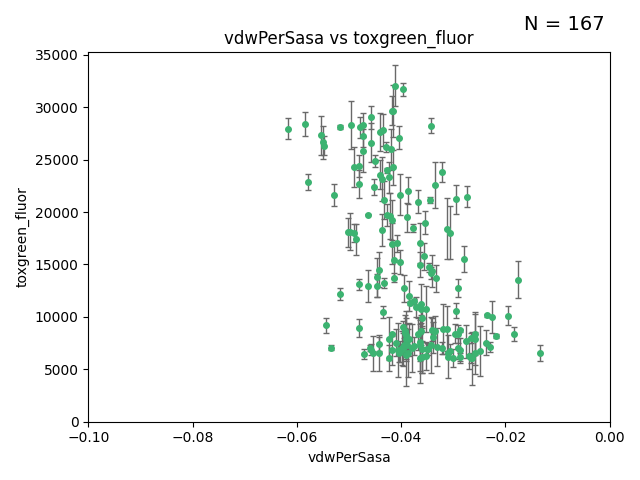 N = 167
vdwPerSasa vs toxgreen_fluor
35000
30000
25000
20000
15000
10000
5000
0
toxgreen_fluor
−0.10 −0.08 −0.06 −0.04 −0.02 0.00
vdwPerSasa